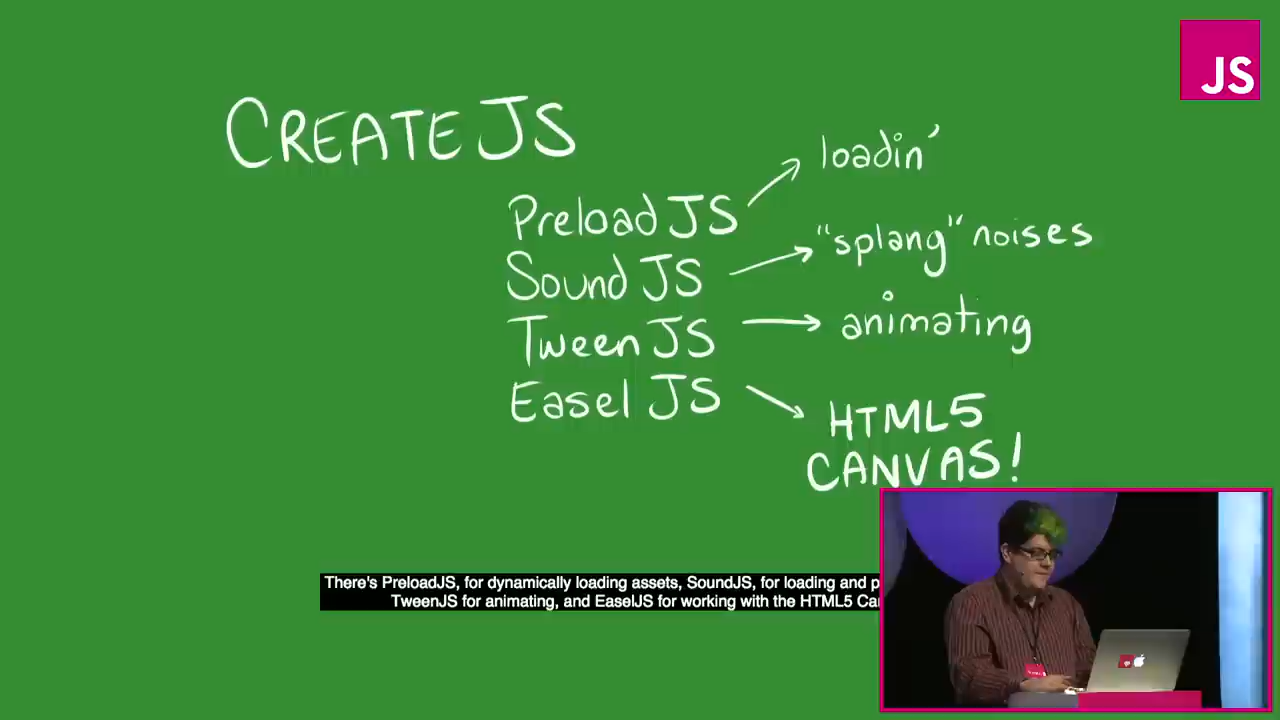 JS
CREATE JS
Preload JS → loadin'
Sound JS → "splang" noises
Tween JS → animating
Easel JS → HTML5
CANVAS!
There's PreloadJS, for dynamically loading assets, SoundJS, for loading and
TweenJS for animating, and EaselJS for working with the HTML5